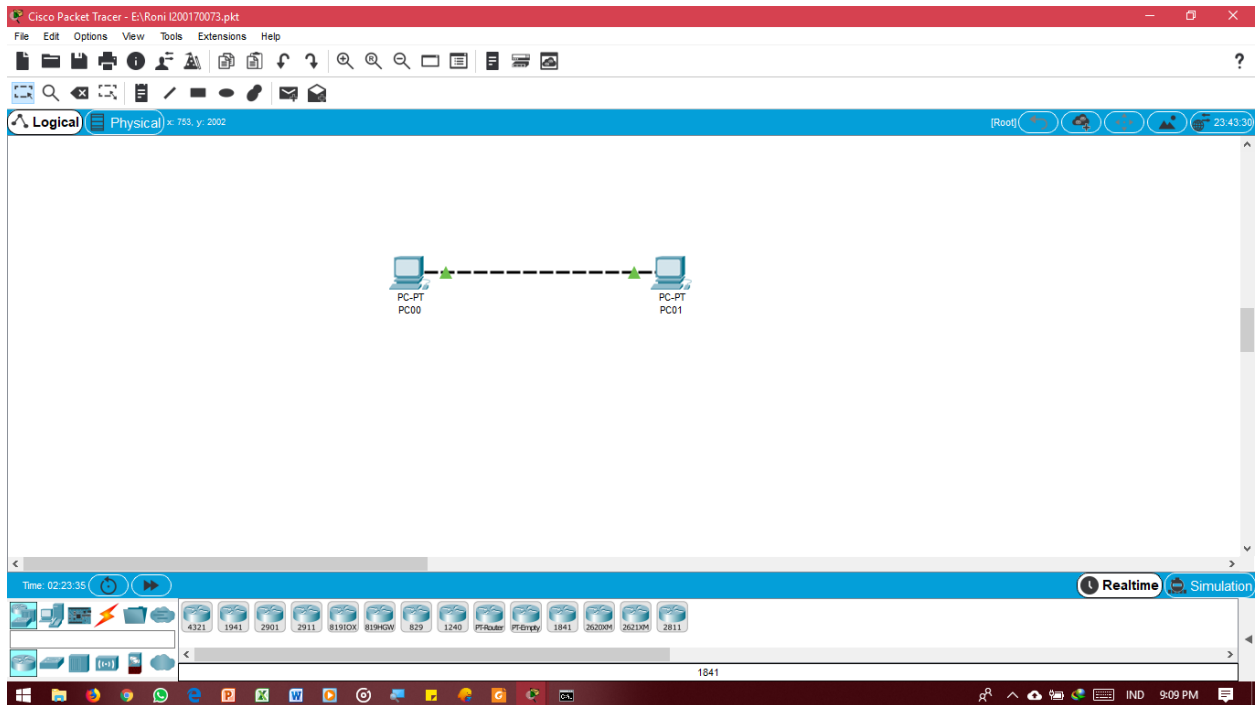 Cisco Packet Tracer - E:\Roni l200170073.pkt
File Edit Options View Tools Extensions Help
?
Logical Physical x: 753, y: 2002 [Root] 23:43:30
PC-PT PC-PT
PC00 PC01
Time: 02:23:35 Realtime Simulation
4321 1941 2901 2911 819IOX 819HGW 829 1240 PT-Router PT-Empty 1841 2620XM 2621XM 2811
1841
IND 9:09 PM